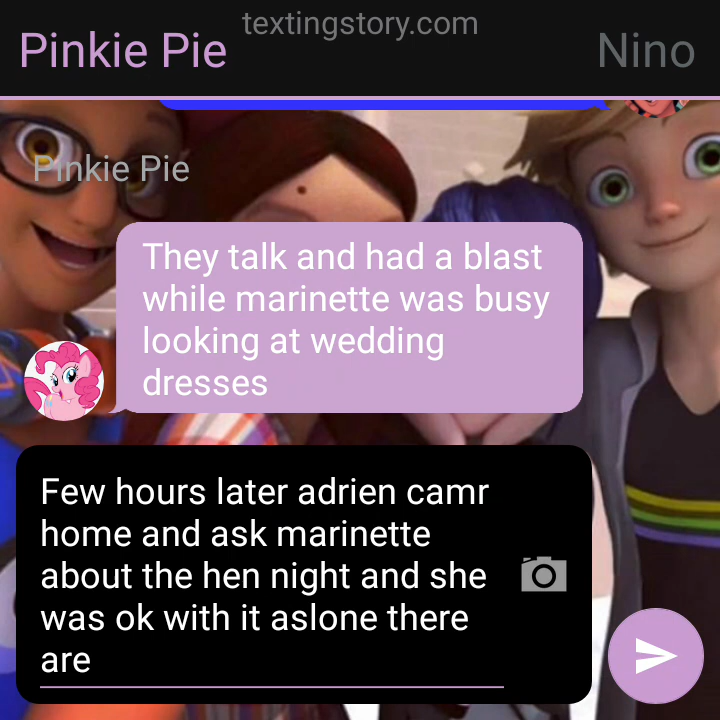 textingstory.com
Pinkie Pie
Nino
Pinkie Pie
They talk and had a blast
while marinette was busy
looking at wedding
dresses
Few hours later adrien camr
home and ask marinette
about the hen night and she
was ok with it aslone there
are